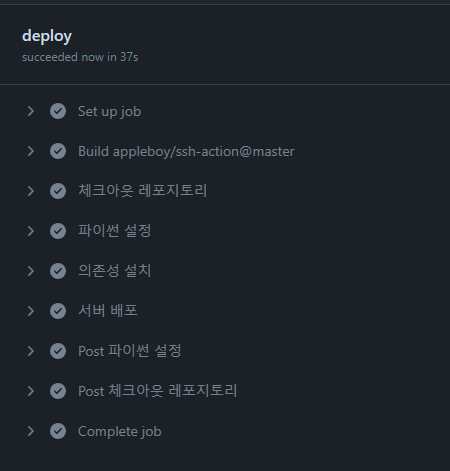 deploy
succeeded now in 37s
Set up job
Build appleboy/ssh-action@master
체크아웃 레포지토리
파이썬 설정
의존성 설치
서버 배포
Post 파이썬 설정
Post 체크아웃 레포지토리
Complete job